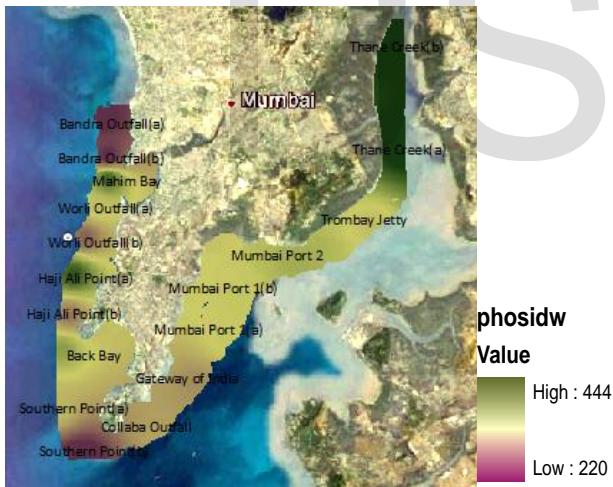 Thane Creek(b)
Mumbai
Bandra Outfall(a)
Thane Creek(a)
Bandra Outfall(b)
Mahim Bay
Worli Outfall(a)
Trombay Jetty
Worli Outfall(b)
Mumbai Port 2
Haji Ali Point(a)
Mumbai Port 1(b)
Haji Ali Point(b)
Mumbai Port 1(a)
Back Bay
Gateway of India
Southern Point(a)
Collaba Outfall
Southern Point(b)
phosidw
Value
High : 444
Low : 220